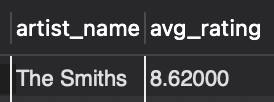 artist_name avg_rating
The Smiths 8.62000